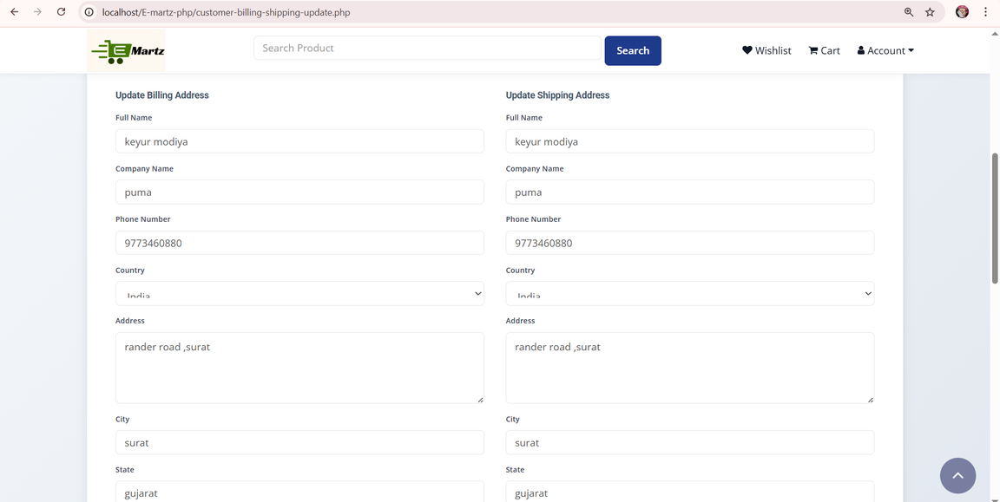 localhost/E-martz-php/customer-billing-shipping-update.php
E Martz
Search Product
Search
Wishlist
Cart
Account
Update Billing Address
Full Name
keyur modiya
Company Name
puma
Phone Number
9773460880
Country
India
Address
rander road ,surat
City
surat
State
gujarat
Update Shipping Address
Full Name
keyur modiya
Company Name
puma
Phone Number
9773460880
Country
India
Address
rander road ,surat
City
surat
State
gujarat